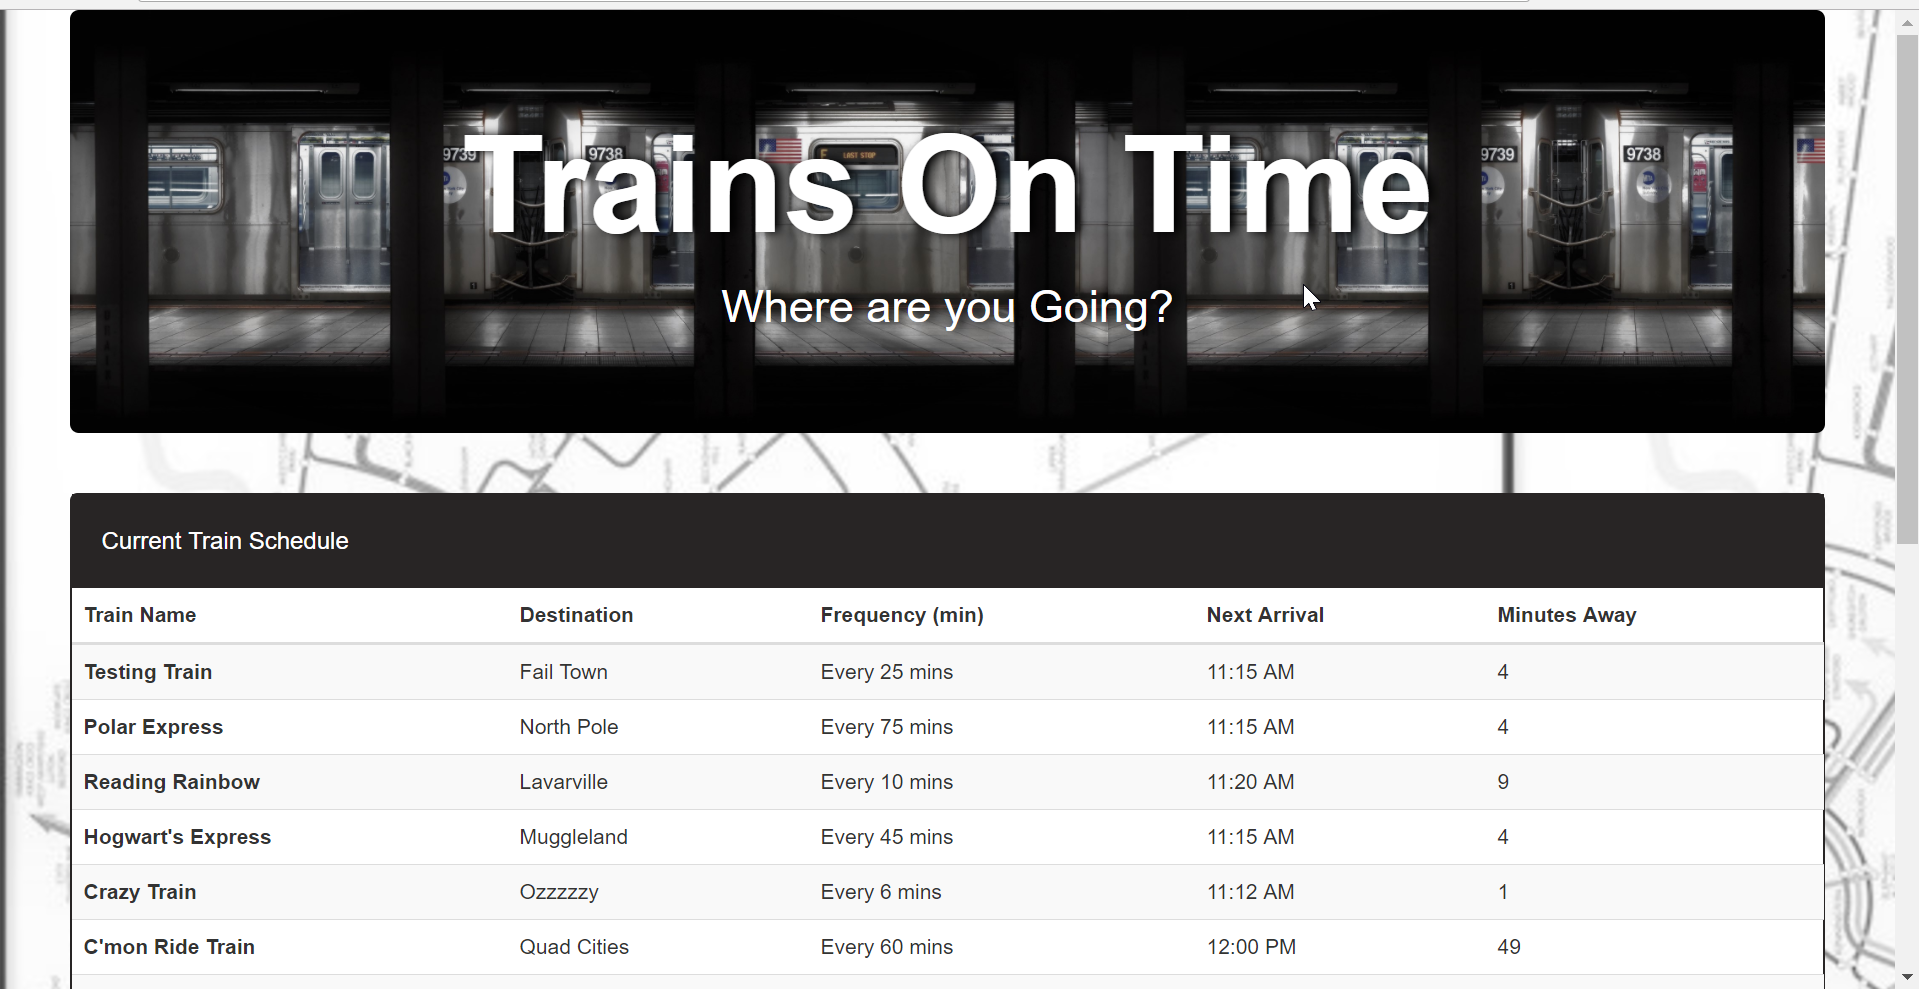 9739
9738
F LAST STOP
9739
9738
Trains On Time
Where are you Going?
Current Train Schedule
Train Name Destination Frequency (min) Next Arrival Minutes Away
Testing Train Fail Town Every 25 mins 11:15 AM 4
Polar Express North Pole Every 75 mins 11:15 AM 4
Reading Rainbow Lavarville Every 10 mins 11:20 AM 9
Hogwart's Express Muggleland Every 45 mins 11:15 AM 4
Crazy Train Ozzzzzy Every 6 mins 11:12 AM 1
C'mon Ride Train Quad Cities Every 60 mins 12:00 PM 49